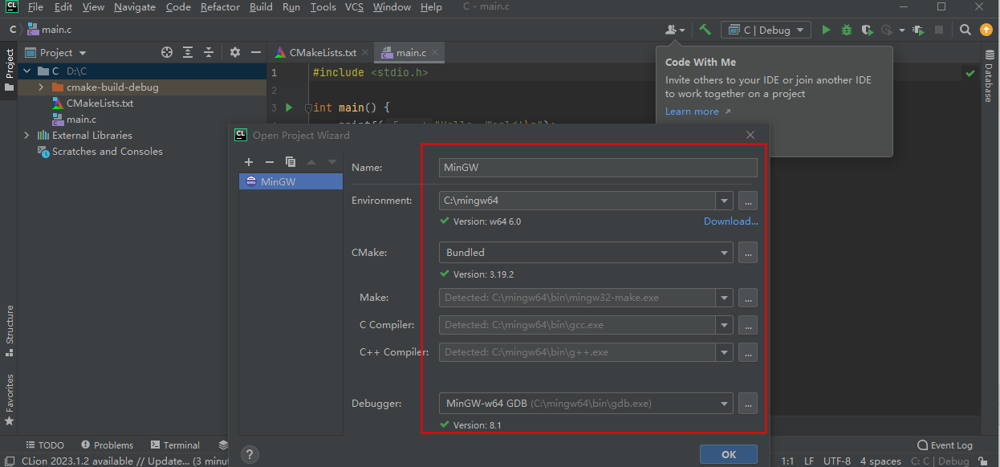 CL File Edit View Navigate Code Refactor Build Run Tools VCS Window Help C - main.c
C main.c C | Debug
Project
Project
CMakeLists.txt
main.c
C D:\C
cmake-build-debug
CMakeLists.txt
main.c
External Libraries
Scratches and Consoles
1 #include <stdio.h>
2
3 int main() {
Code With Me
Invite others to your IDE or join another IDE
to work together on a project
Learn more
Database
CL Open Project Wizard
MinGW
Name: MinGW
Environment: C:\mingw64 ...
Version: w64 6.0 Download...
CMake: Bundled ...
Version: 3.19.2
Make: Detected: C:\mingw64\bin\mingw32-make.exe ...
C Compiler: Detected: C:\mingw64\bin\gcc.exe ...
C++ Compiler: Detected: C:\mingw64\bin\g++.exe ...
Debugger: MinGW-w64 GDB (C:\mingw64\bin\gdb.exe) ...
Version: 8.1
? OK
Structure
Favorites
TODO Problems Terminal Event Log
CLion 2023.1.2 available // Update... (3 minut 1:1 LF UTF-8 4 spaces C: C | Debug